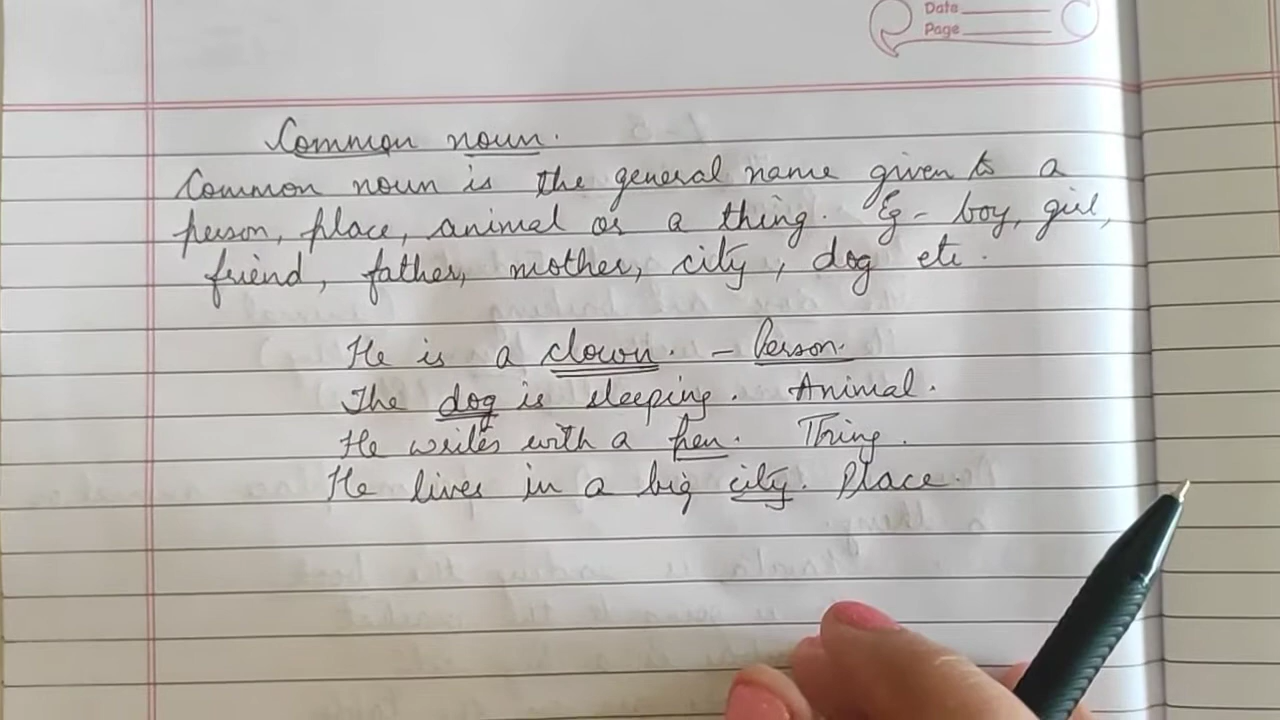 Date
Page
Common noun.
Common noun is the general name given to a
person, place, animal or a thing. Eg - boy, girl,
friend, father, mother, city, dog etc.
He is a clown. - Person.
The dog is sleeping. Animal.
He writes with a pen. Thing.
He lives in a big city. Place.